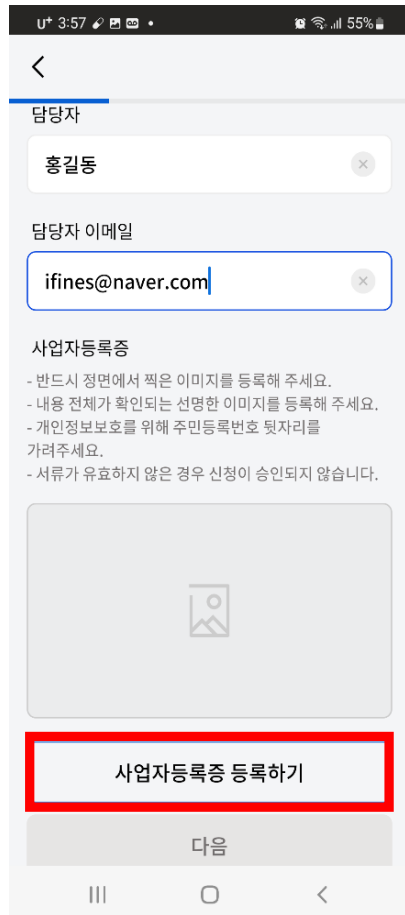 U+ 3:57
55%
담당자
홍길동
담당자 이메일
ifines@naver.com
사업자등록증
- 반드시 정면에서 찍은 이미지를 등록해 주세요.
- 내용 전체가 확인되는 선명한 이미지를 등록해 주세요.
- 개인정보보호를 위해 주민등록번호 뒷자리를
가려주세요.
- 서류가 유효하지 않은 경우 신청이 승인되지 않습니다.
사업자등록증 등록하기
다음